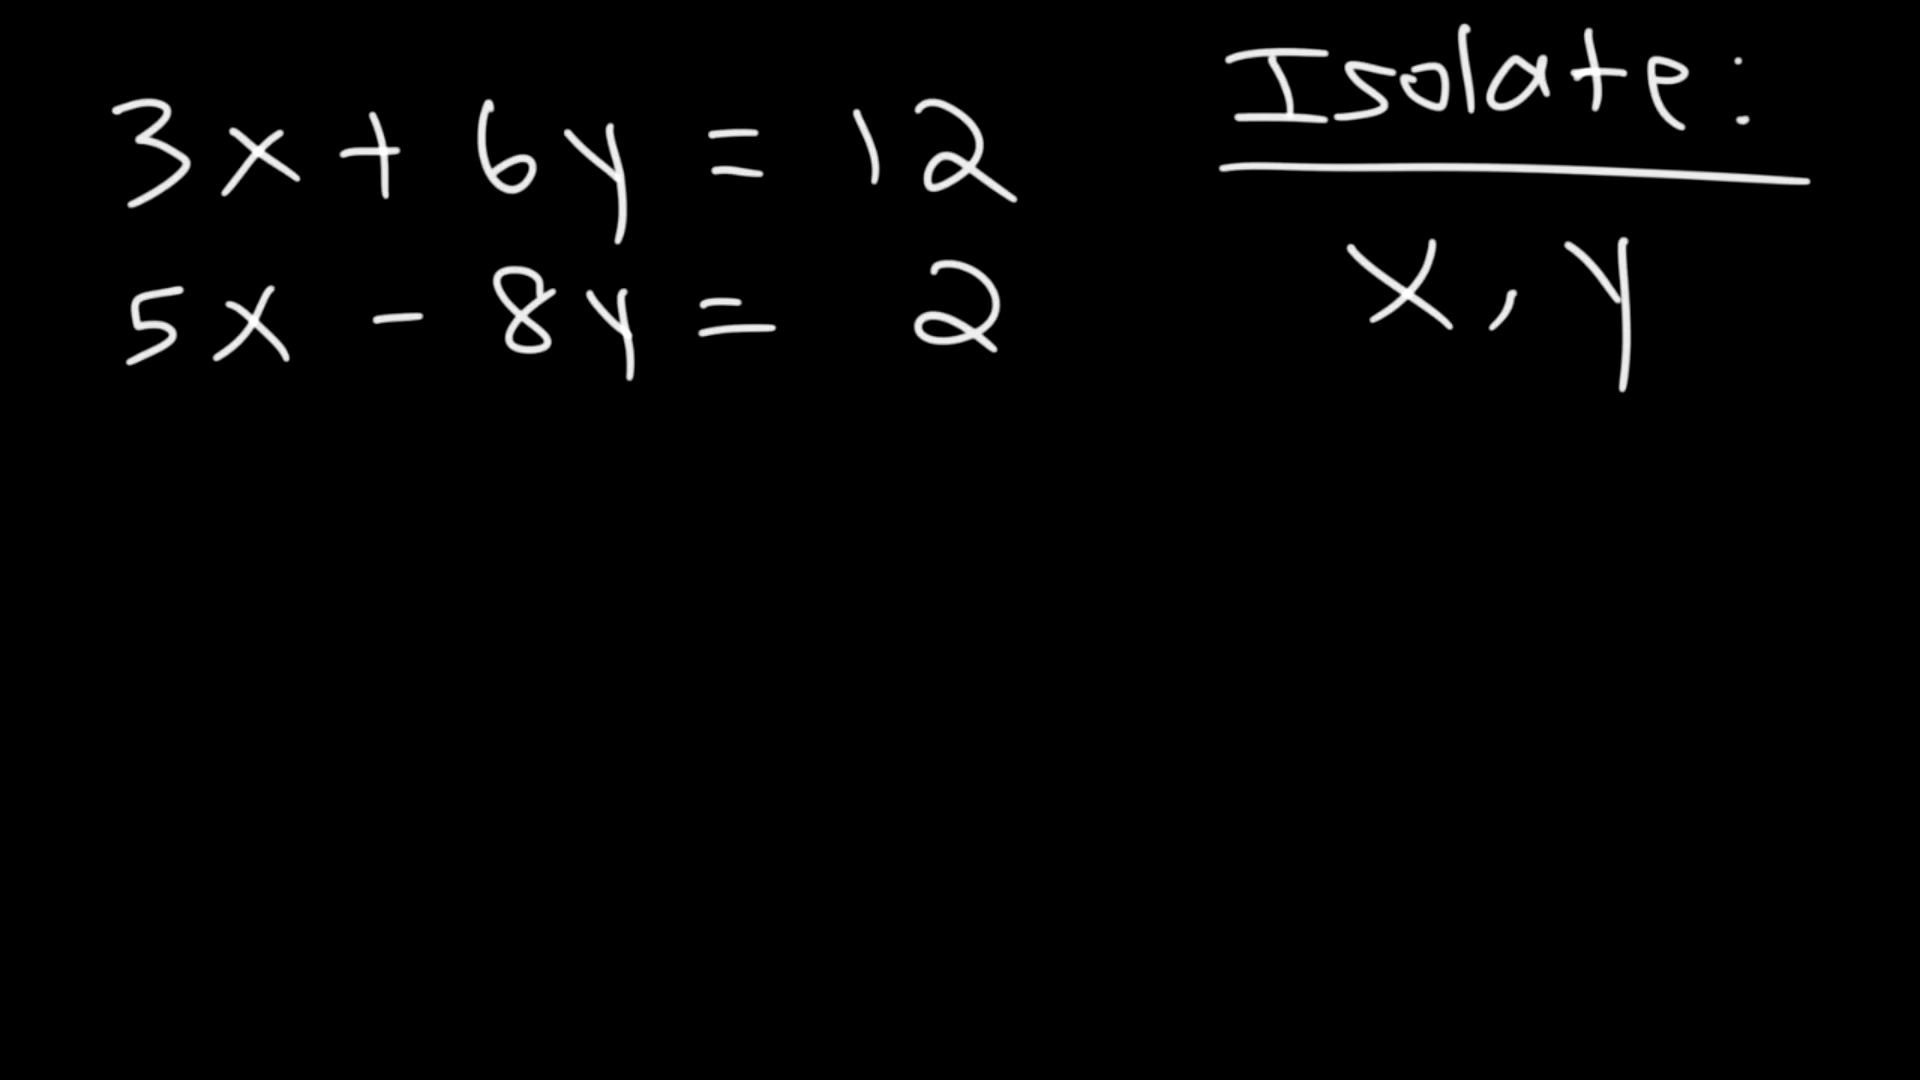 3x + 6y = 12
5x - 8y = 2
Isolate:
x, y